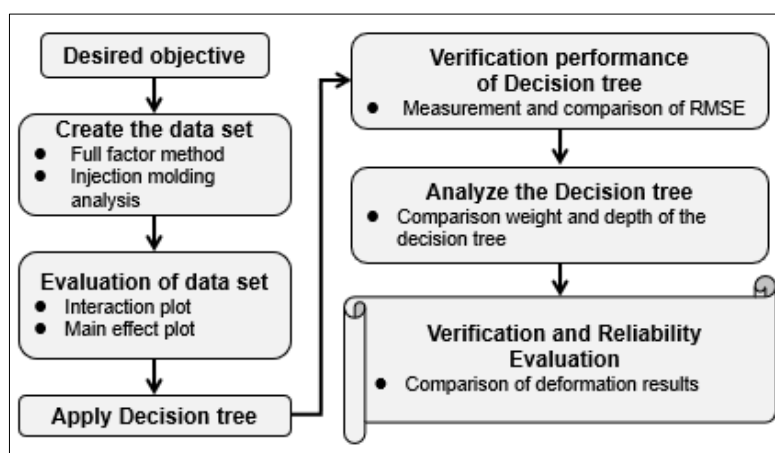 Desired objective
Create the data set
● Full factor method
● Injection molding
analysis
Evaluation of data set
● Interaction plot
● Main effect plot
Apply Decision tree
Verification performance
of Decision tree
● Measurement and comparison of RMSE
Analyze the Decision tree
● Comparison weight and depth of the
decision tree
Verification and Reliability
Evaluation
● Comparison of deformation results